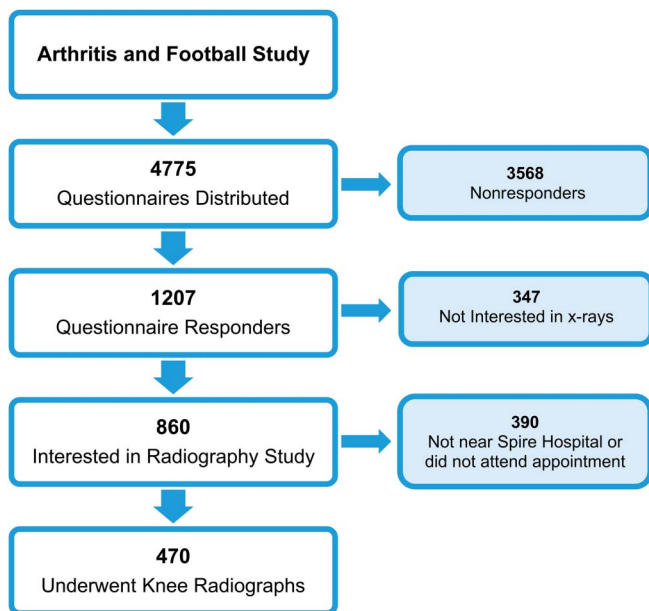 Arthritis and Football Study
4775
Questionnaires Distributed
3568
Nonresponders
1207
Questionnaire Responders
347
Not Interested in x-rays
860
Interested in Radiography Study
390
Not near Spire Hospital or
did not attend appointment
470
Underwent Knee Radiographs